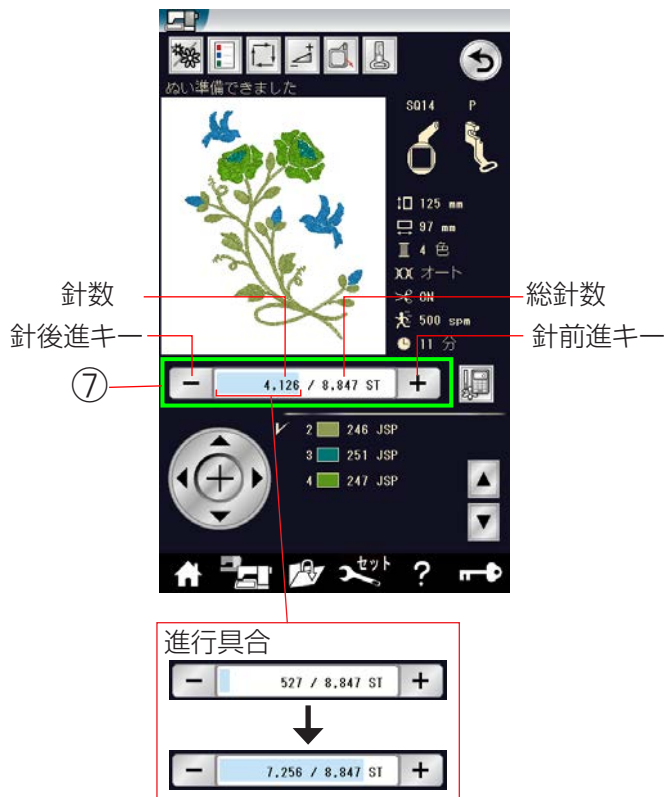 ぬい準備できました
SQ14 P
125 mm
97 mm
4 色
オート
ON
500 spm
11 分
針数
総針数
針後進キー
針前進キー
⑦
− 4,126 / 8,847 ST +
2 246 JSP
3 251 JSP
4 247 JSP
セット
?
進行具合
− 527 / 8,847 ST +
− 7,256 / 8,847 ST +